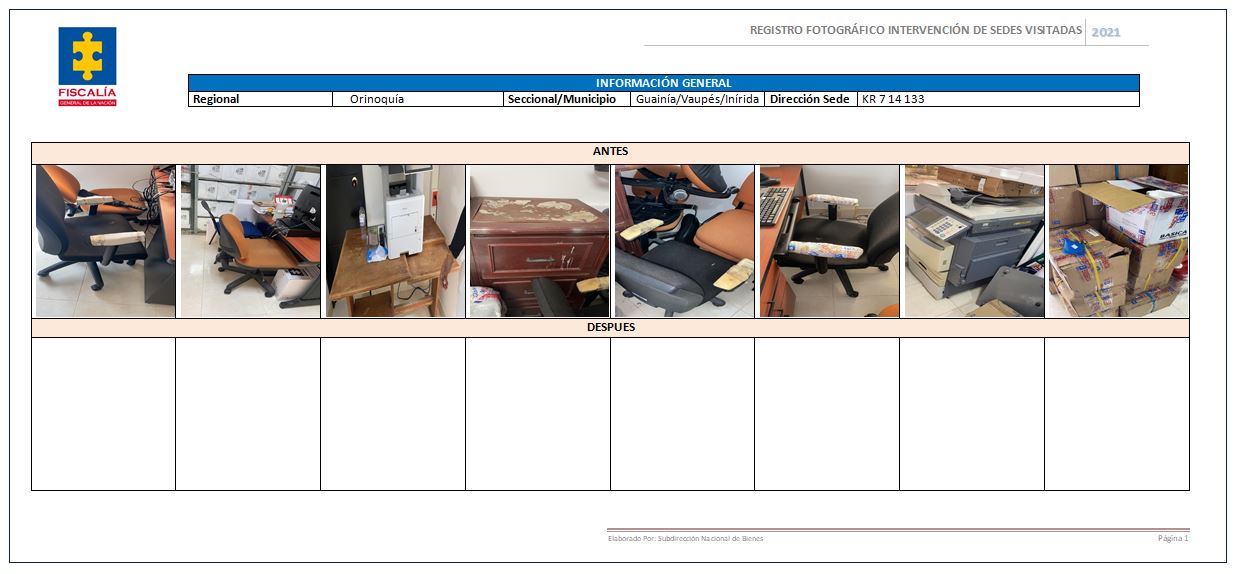 REGISTRO FOTOGRÁFICO INTERVENCIÓN DE SEDES VISITADAS 2021
FISCALÍA
GENERAL DE LA NACIÓN
INFORMACIÓN GENERAL
Regional Orinoquía Seccional/Municipio Guainía/Vaupés/Inírida Dirección Sede KR 7 14 133
ANTES
BASICA
DESPUES
Elaborado Por: Subdirección Nacional de Bienes Página 1